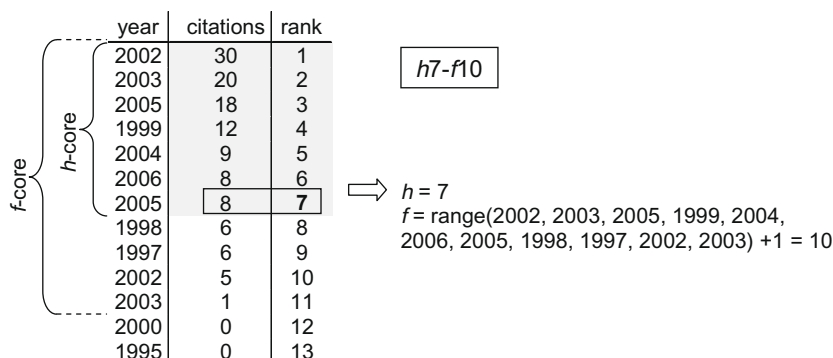 year citations rank
2002 30 1
2003 20 2
2005 18 3
1999 12 4
2004 9 5
2006 8 6
2005 8 7
1998 6 8
1997 6 9
2002 5 10
2003 1 11
2000 0 12
1995 0 13
f-core
h-core
h7-f10
h = 7
f = range(2002, 2003, 2005, 1999, 2004,
2006, 2005, 1998, 1997, 2002, 2003) +1 = 10